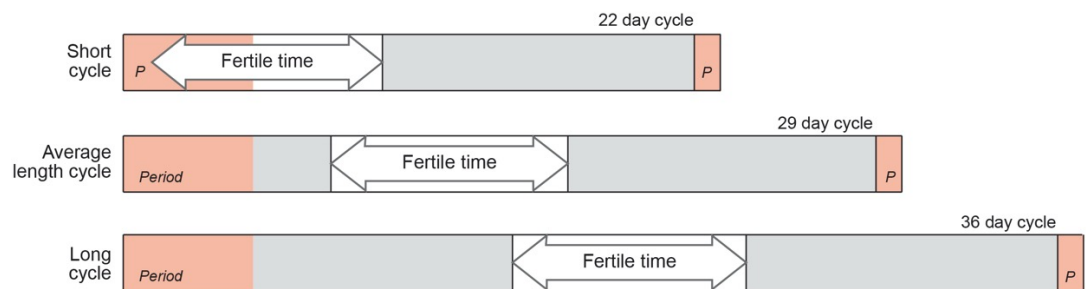 22 day cycle
Short
cycle
P
Fertile time
P
29 day cycle
Average
length cycle
Period
Fertile time
P
36 day cycle
Long
cycle
Period
Fertile time
P